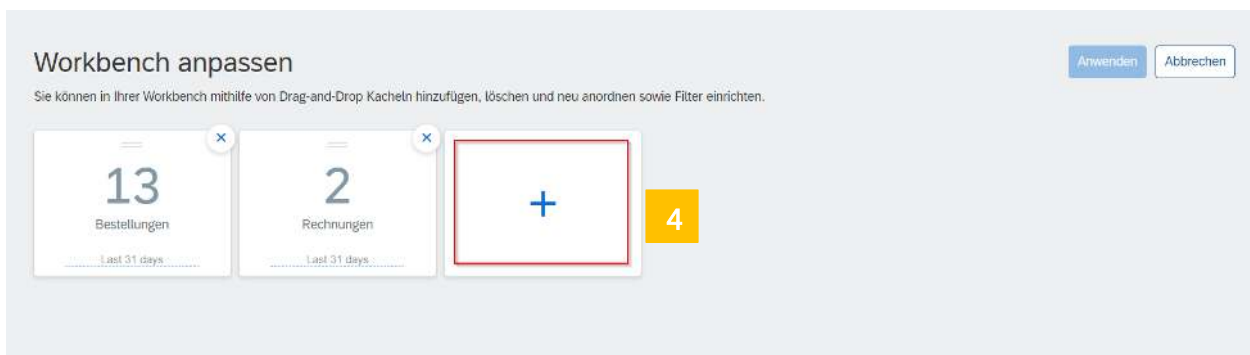 Workbench anpassen
Anwenden
Abbrechen
Sie können in Ihrer Workbench mithilfe von Drag-and-Drop Kacheln hinzufügen, löschen und neu anordnen sowie Filter einrichten.
13
Bestellungen
Last 31 days
2
Rechnungen
Last 31 days
+
4